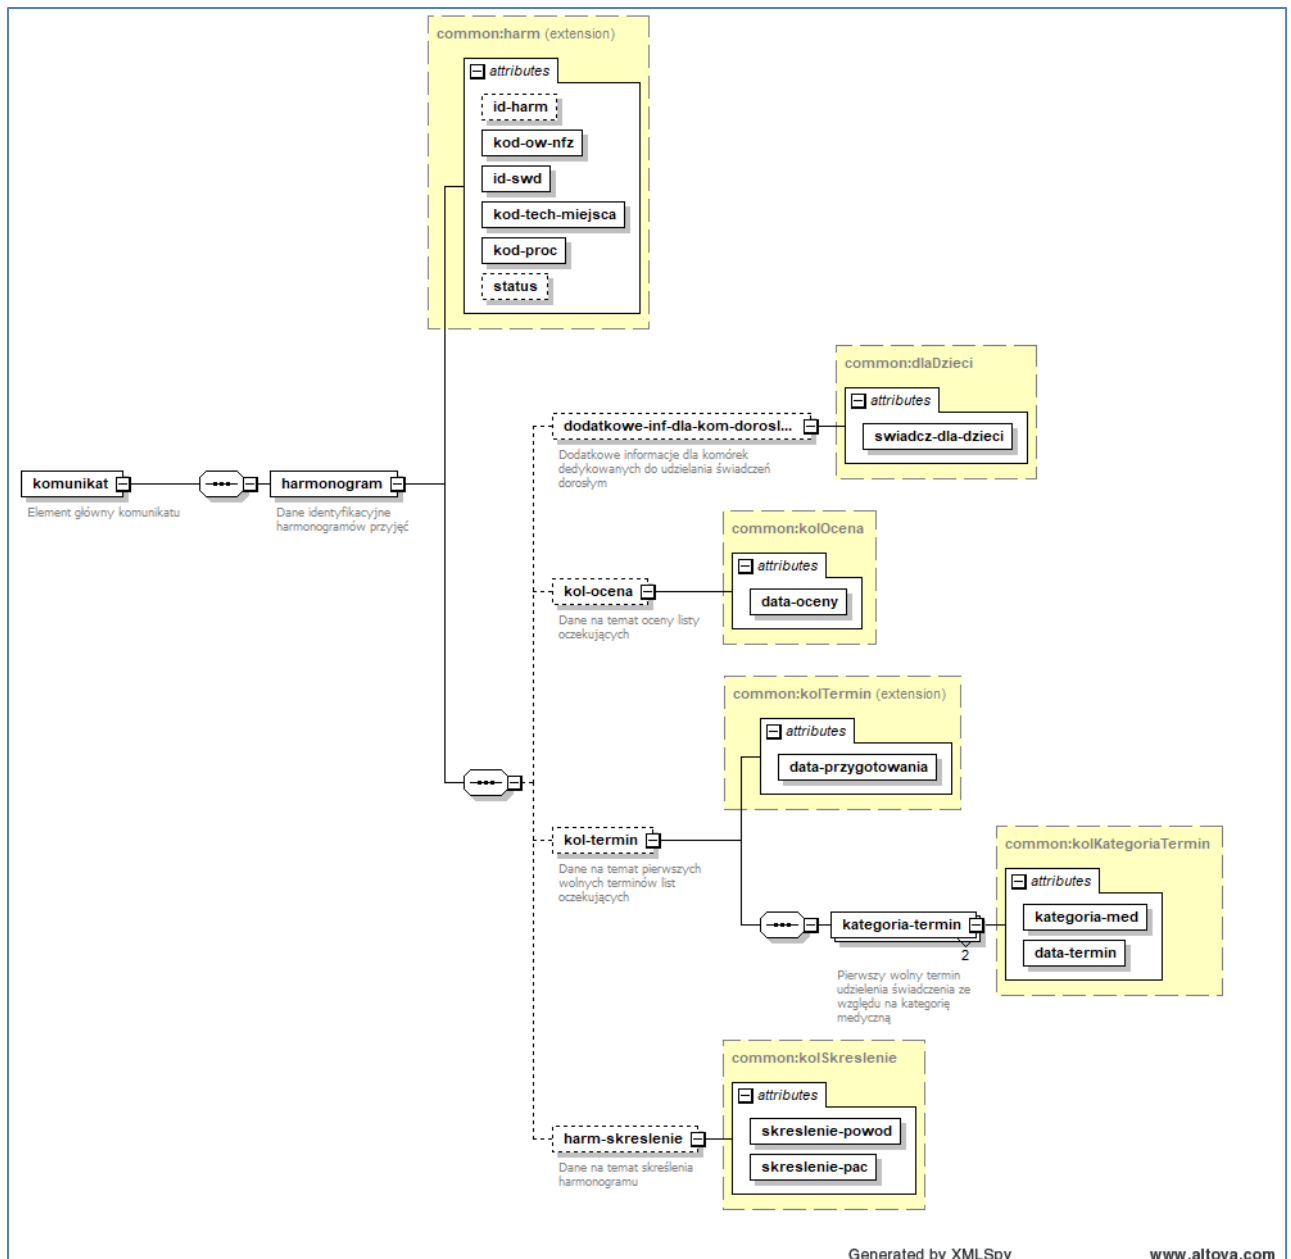 common:harm (extension)
attributes
id-harm
kod-ow-nfz
id-swd
kod-tech-miejsca
kod-proc
status
common:dlaDzieci
attributes
swiadcz-dla-dzieci
dodatkowe-inf-dla-kom-dorosl...
Dodatkowe informacje dla komórek
dedykowanych do udzielania świadczeń
dorosłym
komunikat
Element główny komunikatu
harmonogram
Dane identyfikacyjne
harmonogramów przyjęć
common:kolOcena
attributes
data-oceny
kol-ocena
Dane na temat oceny listy
oczekujących
common:kolTermin (extension)
attributes
data-przygotowania
kol-termin
Dane na temat pierwszych
wolnych terminów list
oczekujących
common:kolKategoriaTermin
attributes
kategoria-med
data-termin
kategoria-termin
2
Pierwszy wolny termin
udzielenia świadczenia ze
względu na kategorię
medyczną
common:kolSkreslenie
attributes
skreslenie-powod
skreslenie-pac
harm-skreslenie
Dane na temat skreślenia
harmonogramu
Generated by XMLSpy www.altova.com